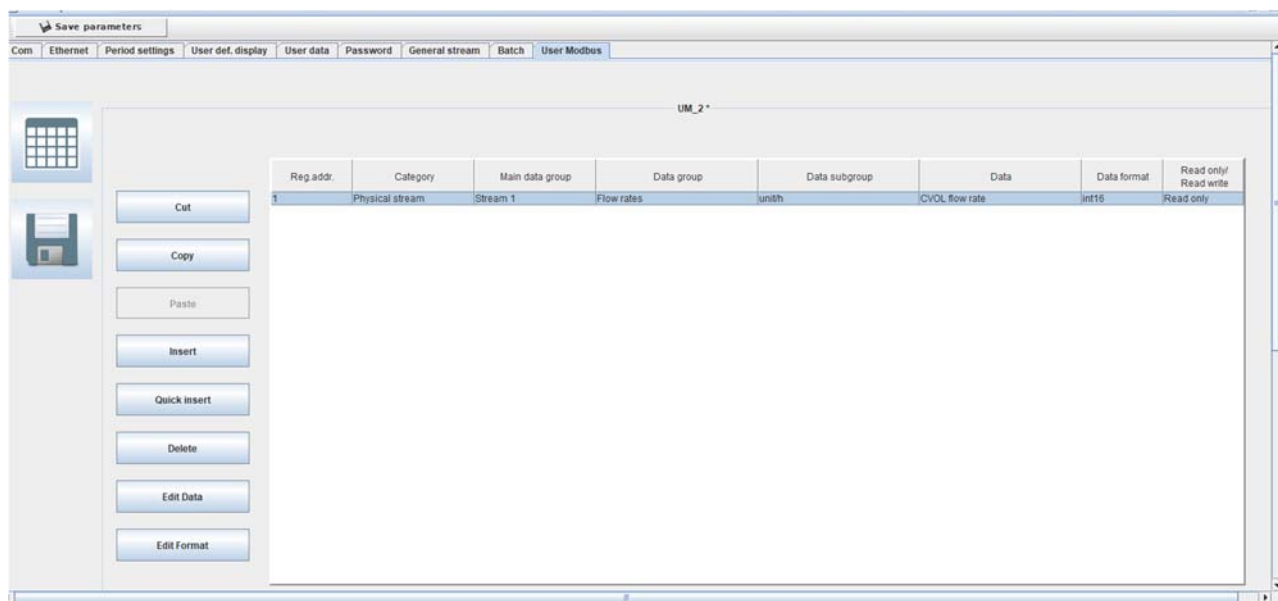 Save parameters
Com Ethernet Period settings User def. display User data Password General stream Batch User Modbus
UM_2 *
Reg.addr. Category Main data group Data group Data subgroup Data Data format Read only/ Read write
1 Physical stream Stream 1 Flow rates unit/h CVOL flow rate int16 Read only
Cut
Copy
Paste
Insert
Quick insert
Delete
Edit Data
Edit Format